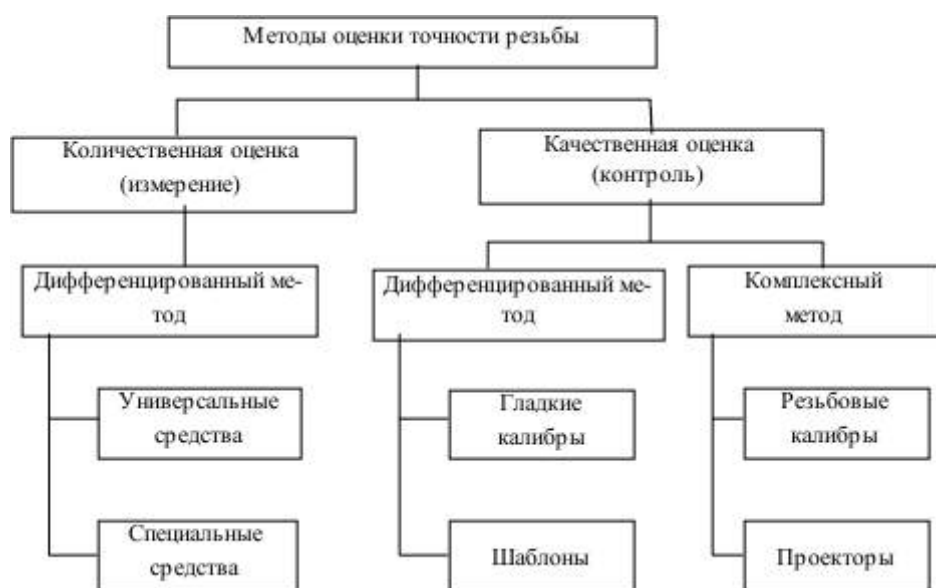 Методы оценки точности резьбы
Количественная оценка
(измерение)
Качественная оценка
(контроль)
Дифференцированный ме-
тод
Дифференцированный ме-
тод
Комплексный
метод
Универсальные
средства
Гладкие
калибры
Резьбовые
калибры
Специальные
средства
Шаблоны
Проекторы